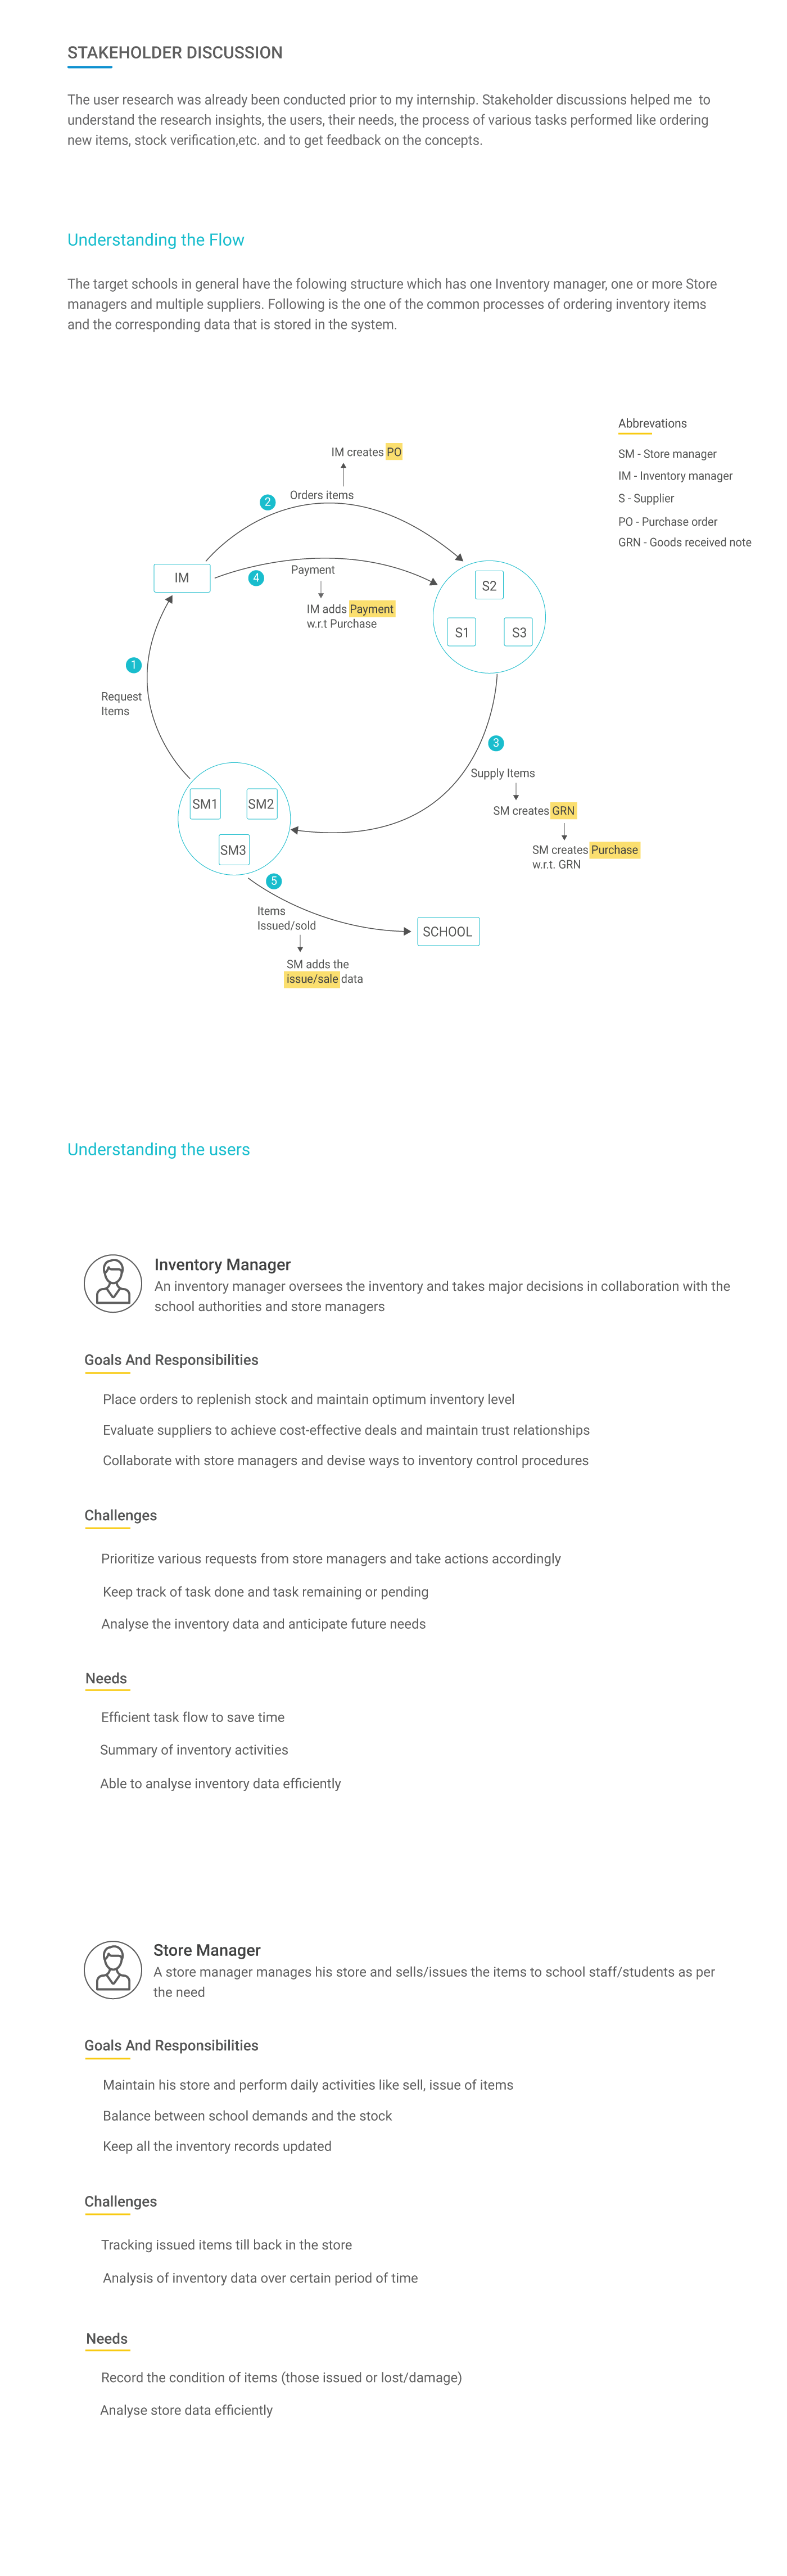 STAKEHOLDER DISCUSSION
The user research was already been conducted prior to my internship. Stakeholder discussions helped me  to
understand the research insights, the users, their needs, the process of various tasks performed like ordering
new items, stock verification,etc. and to get feedback on the concepts.
Understanding the Flow
The target schools in general have the folowing structure which has one Inventory manager, one or more Store
managers and multiple suppliers. Following is the one of the common processes of ordering inventory items
and the corresponding data that is stored in the system.
Abbrevations
SM - Store manager
IM - Inventory manager
S - Supplier
PO - Purchase order
GRN - Goods received note
IM creates PO
2
Orders items
IM
4
Payment
IM adds Payment
w.r.t Purchase
S2
S1
S3
1
Request
Items
3
Supply Items
SM creates GRN
SM creates Purchase
w.r.t. GRN
SM1
SM2
SM3
5
Items
Issued/sold
SM adds the
issue/sale data
SCHOOL
Understanding the users
Inventory Manager
An inventory manager oversees the inventory and takes major decisions in collaboration with the
school authorities and store managers
Goals And Responsibilities
Place orders to replenish stock and maintain optimum inventory level
Evaluate suppliers to achieve cost-effective deals and maintain trust relationships
Collaborate with store managers and devise ways to inventory control procedures
Challenges
Prioritize various requests from store managers and take actions accordingly
Keep track of task done and task remaining or pending
Analyse the inventory data and anticipate future needs
Needs
Efficient task flow to save time
Summary of inventory activities
Able to analyse inventory data efficiently
Store Manager
A store manager manages his store and sells/issues the items to school staff/students as per
the need
Goals And Responsibilities
Maintain his store and perform daily activities like sell, issue of items
Balance between school demands and the stock
Keep all the inventory records updated
Challenges
Tracking issued items till back in the store
Analysis of inventory data over certain period of time
Needs
Record the condition of items (those issued or lost/damage)
Analyse store data efficiently